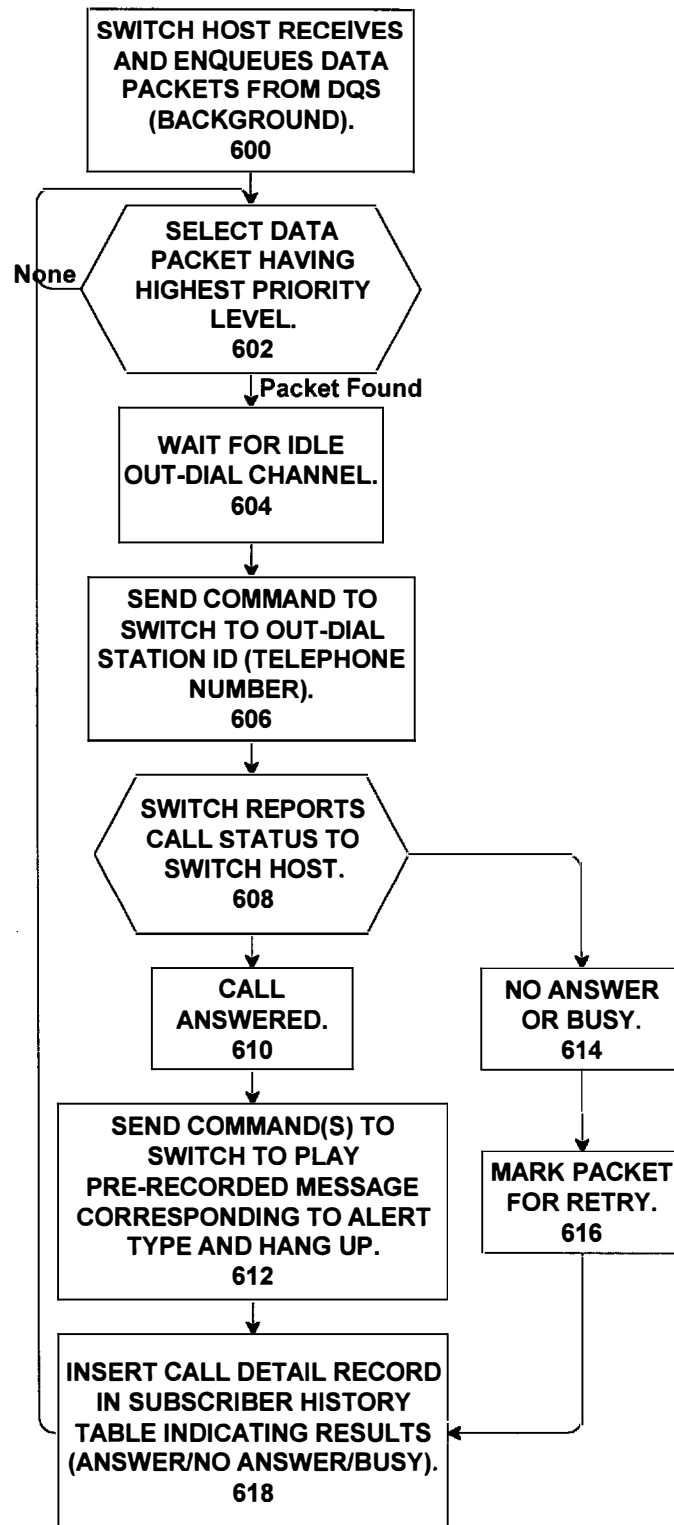 SWITCH HOST RECEIVES
AND ENQUEUES DATA
PACKETS FROM DQS
(BACKGROUND).
600
SELECT DATA
PACKET HAVING
HIGHEST PRIORITY
LEVEL.
602
None
Packet Found
WAIT FOR IDLE
OUT-DIAL CHANNEL.
604
SEND COMMAND TO
SWITCH TO OUT-DIAL
STATION ID (TELEPHONE
NUMBER).
606
SWITCH REPORTS
CALL STATUS TO
SWITCH HOST.
608
CALL
ANSWERED.
610
NO ANSWER
OR BUSY.
614
SEND COMMAND(S) TO
SWITCH TO PLAY
PRE-RECORDED MESSAGE
CORRESPONDING TO ALERT
TYPE AND HANG UP.
612
MARK PACKET
FOR RETRY.
616
INSERT CALL DETAIL RECORD
IN SUBSCRIBER HISTORY
TABLE INDICATING RESULTS
(ANSWER/NO ANSWER/BUSY).
618